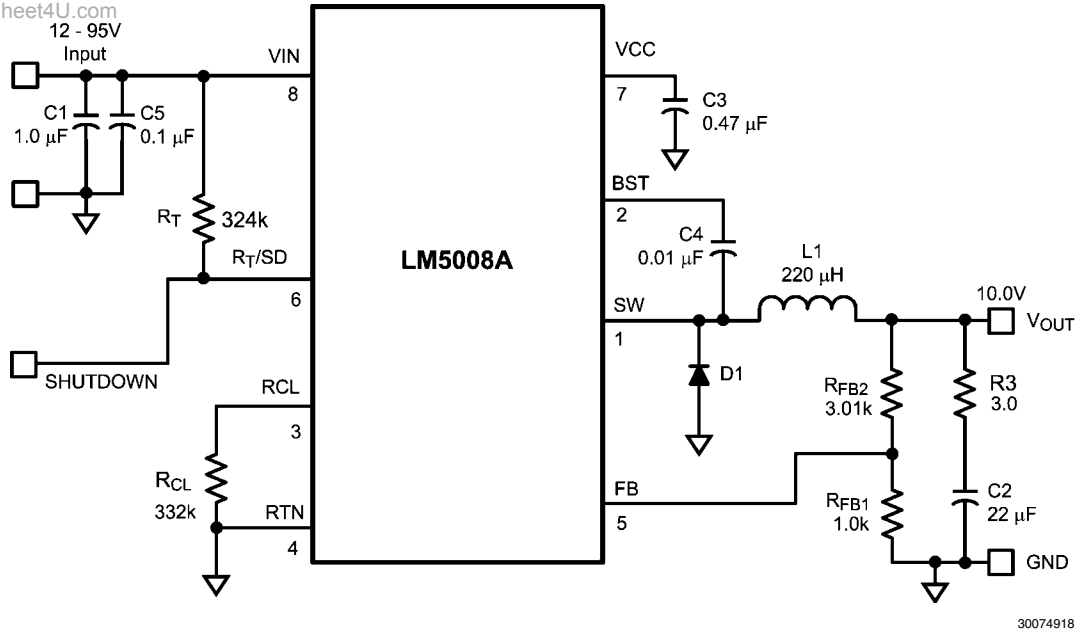 heet4U.com
12 - 95V
Input
VIN
8
C1
1.0 µF
C5
0.1 µF
RT
324k
RT/SD
6
SHUTDOWN
RCL
3
RCL
332k
RTN
4
LM5008A
VCC
7
C3
0.47 µF
BST
2
C4
0.01 µF
L1
220 µH
SW
1
D1
10.0V
VOUT
RFB2
3.01k
R3
3.0
FB
5
RFB1
1.0k
C2
22 µF
GND
30074918